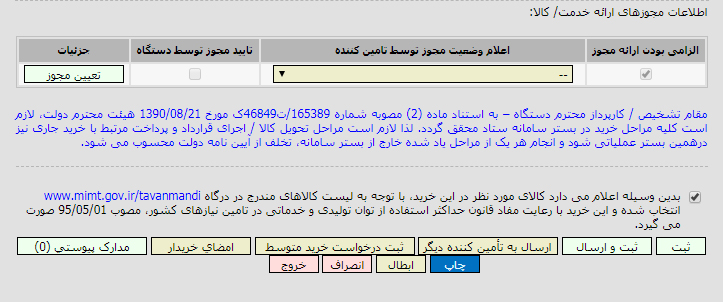 اطلاعات مجوزهای ارائه خدمت/ کالا:
الزامی بودن ارائه مجوز اعلام وضعیت مجوز توسط تامین کننده تایید مجوز توسط دستگاه جزئیات
-- تعیین مجوز
مقام تشخیص / کارپرداز محترم دستگاه – به استناد ماده (2) مصوبه شماره 165389/ت46849ک مورخ 1390/08/21 هیئت محترم دولت، لازم
است کلیه مراحل خرید در بستر سامانه ستاد محقق گردد. لذا لازم است مراحل تحویل کالا / اجرای قرارداد و پرداخت مرتبط با خرید جاری نیز
درهمین بستر عملیاتی شود و انجام هر یک از مراحل یاد شده خارج از بستر سامانه، تخلف از آیین نامه دولت محسوب می شود.
بدین وسیله اعلام می دارد کالای مورد نظر در این خرید، با توجه به لیست کالاهای مندرج در درگاه www.mimt.gov.ir/tavanmandi
انتخاب شده و این خرید با رعایت مفاد قانون حداکثر استفاده از توان تولیدی و خدماتی در تامین نیازهای کشور، مصوب 95/05/01 صورت
می گیرد.
ثبت ثبت و ارسال ارسال به تأمین کننده دیگر ثبت درخواست خرید متوسط امضاي خریدار مدارک پیوستي (0)
چاپ ابطال انصراف خروج